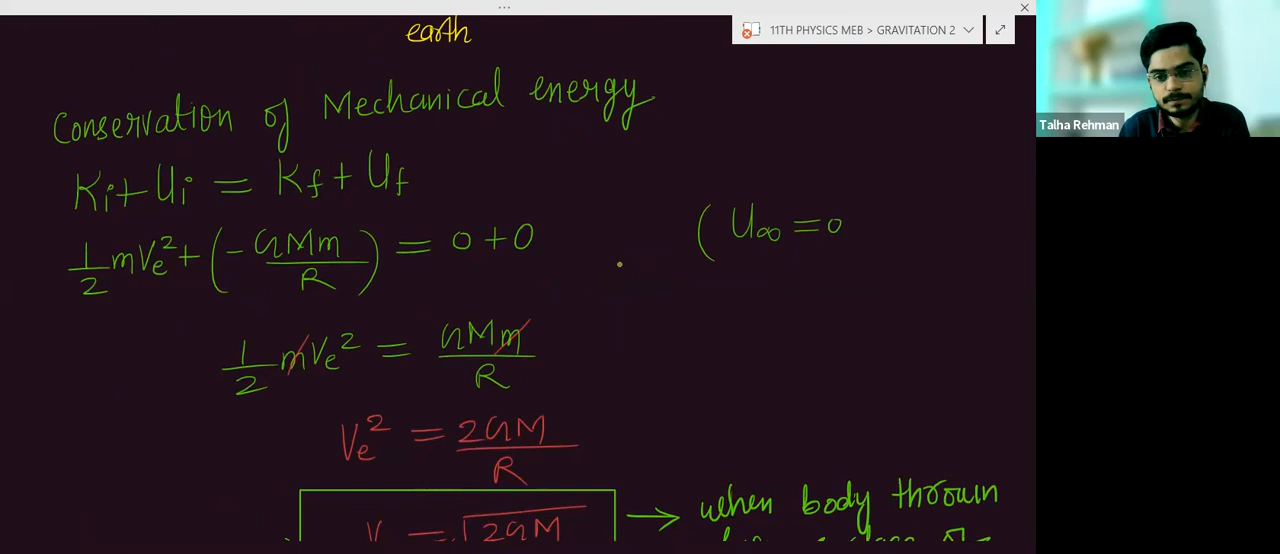 earth
11TH PHYSICS MEB > GRAVITATION 2
Talha Rehman
Conservation of Mechanical energy
Ki + Ui = Kf + Uf
1/2 mVe² + (- GMm/R) = 0 + 0
( U∞ = 0
1/2 mVe² = GMm/R
Ve² = 2GM/R
V = √2GM
→ when body thrown